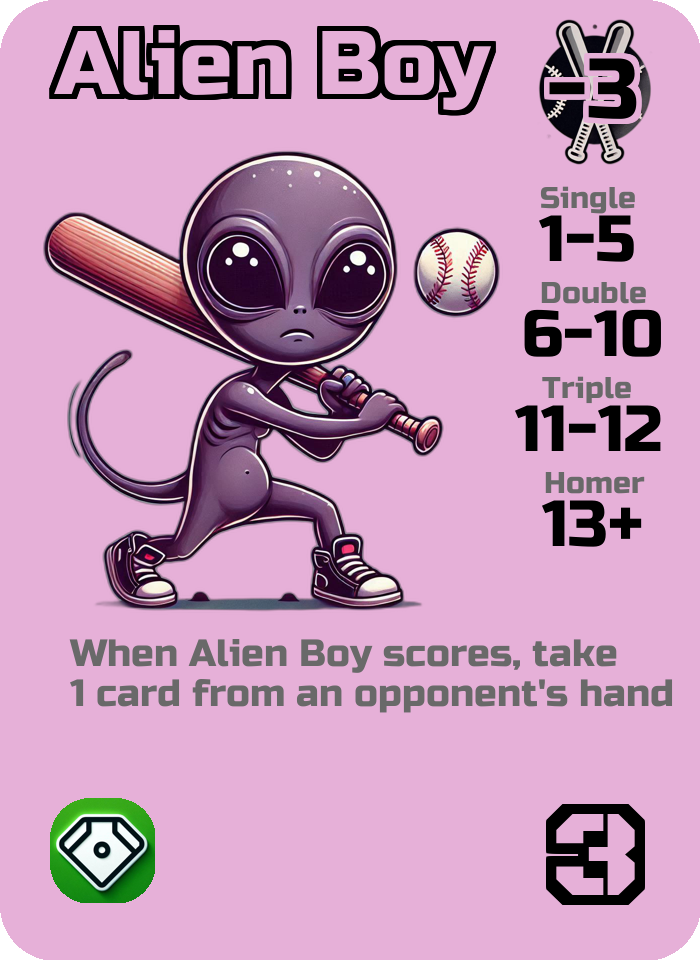 Alien Boy
-3
Single
1-5
Double
6-10
Triple
11-12
Homer
13+
When Alien Boy scores, take
1 card from an opponent's hand
3